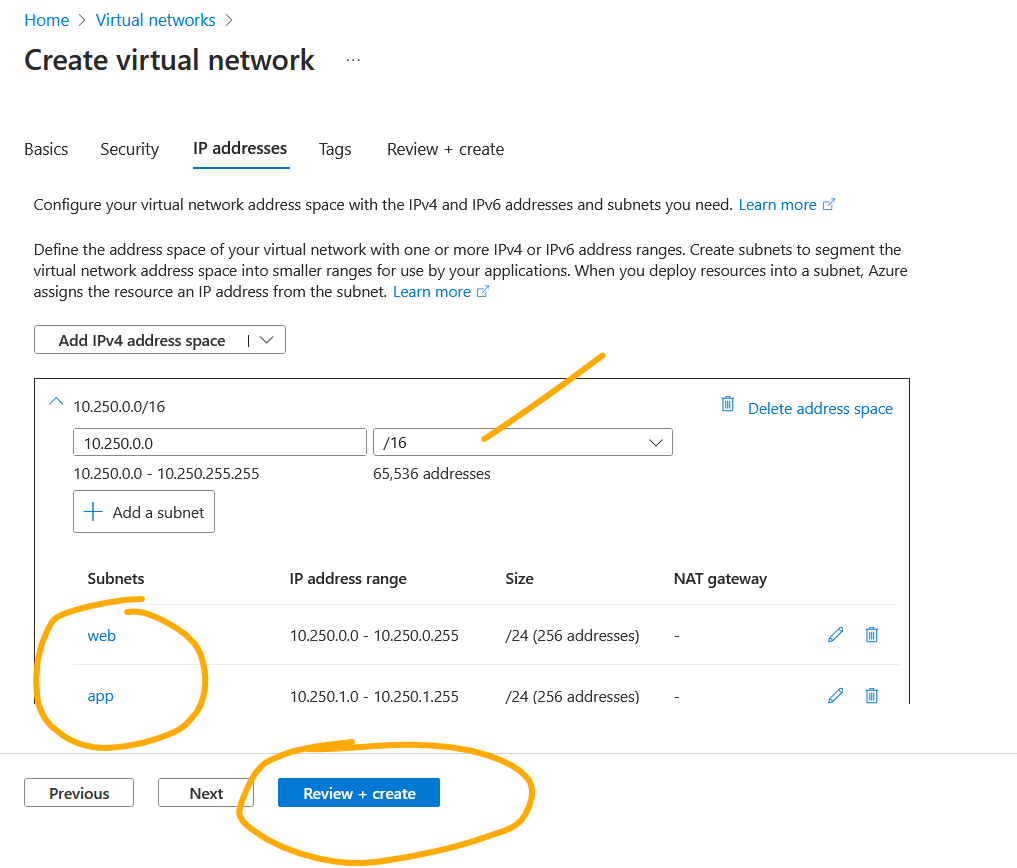 Home > Virtual networks >
Create virtual network ...
Basics Security IP addresses Tags Review + create
Configure your virtual network address space with the IPv4 and IPv6 addresses and subnets you need. Learn more
Define the address space of your virtual network with one or more IPv4 or IPv6 address ranges. Create subnets to segment the
virtual network address space into smaller ranges for use by your applications. When you deploy resources into a subnet, Azure
assigns the resource an IP address from the subnet. Learn more
Add IPv4 address space |
10.250.0.0/16 Delete address space
10.250.0.0 /16
10.250.0.0 - 10.250.255.255 65,536 addresses
+ Add a subnet
Subnets IP address range Size NAT gateway
web 10.250.0.0 - 10.250.0.255 /24 (256 addresses) -
app 10.250.1.0 - 10.250.1.255 /24 (256 addresses) -
Previous Next Review + create